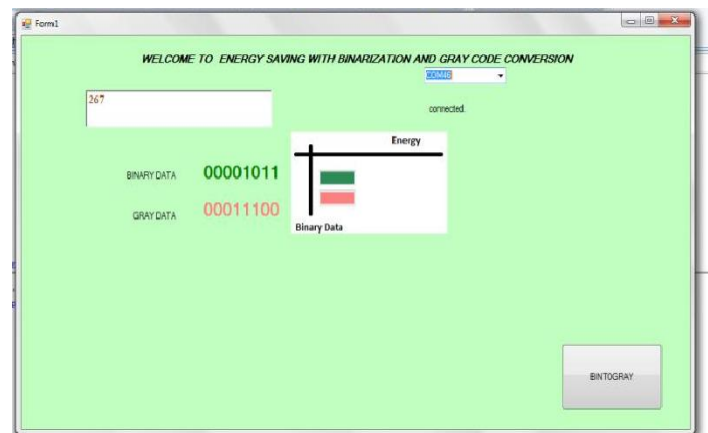 Form1
WELCOME TO ENERGY SAVING WITH BINARIZATION AND GRAY CODE CONVERSION
COM46
267
connected.
Energy
BINARY DATA 00001011
GRAY DATA 00011100
Binary Data
BINTOGRAY